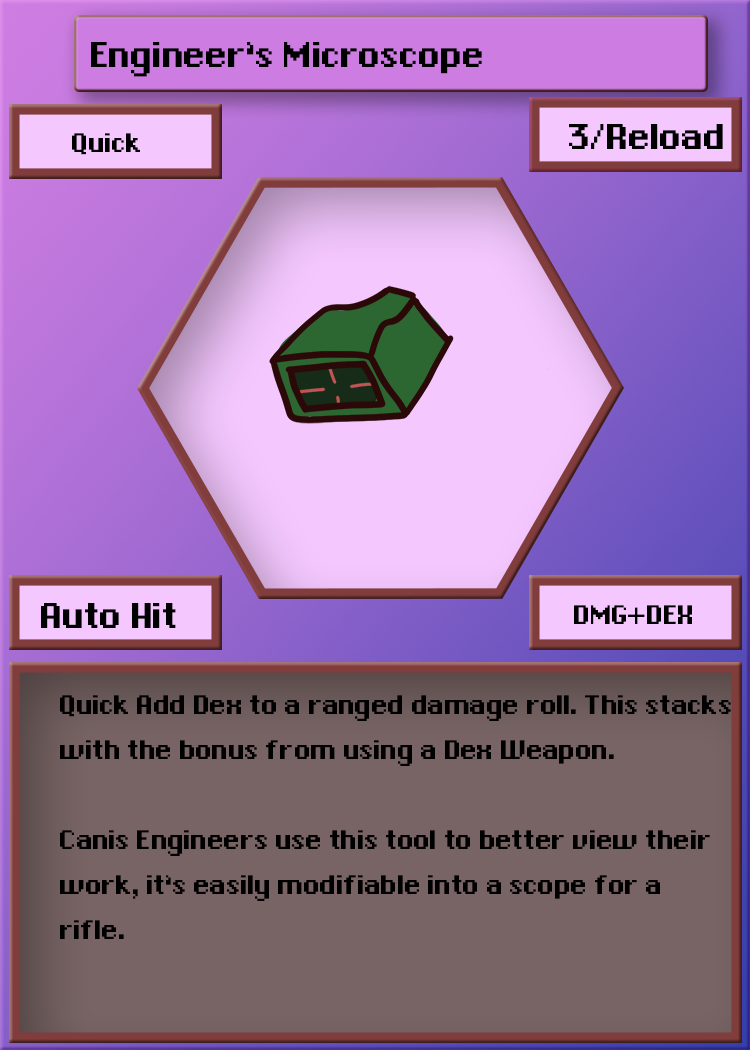 Engineer's Microscope
Quick
3/Reload
Auto Hit
DMG+DEX
Quick Add Dex to a ranged damage roll. This stacks
with the bonus from using a Dex Weapon.
Canis Engineers use this tool to better view their
work, it's easily modifiable into a scope for a
rifle.